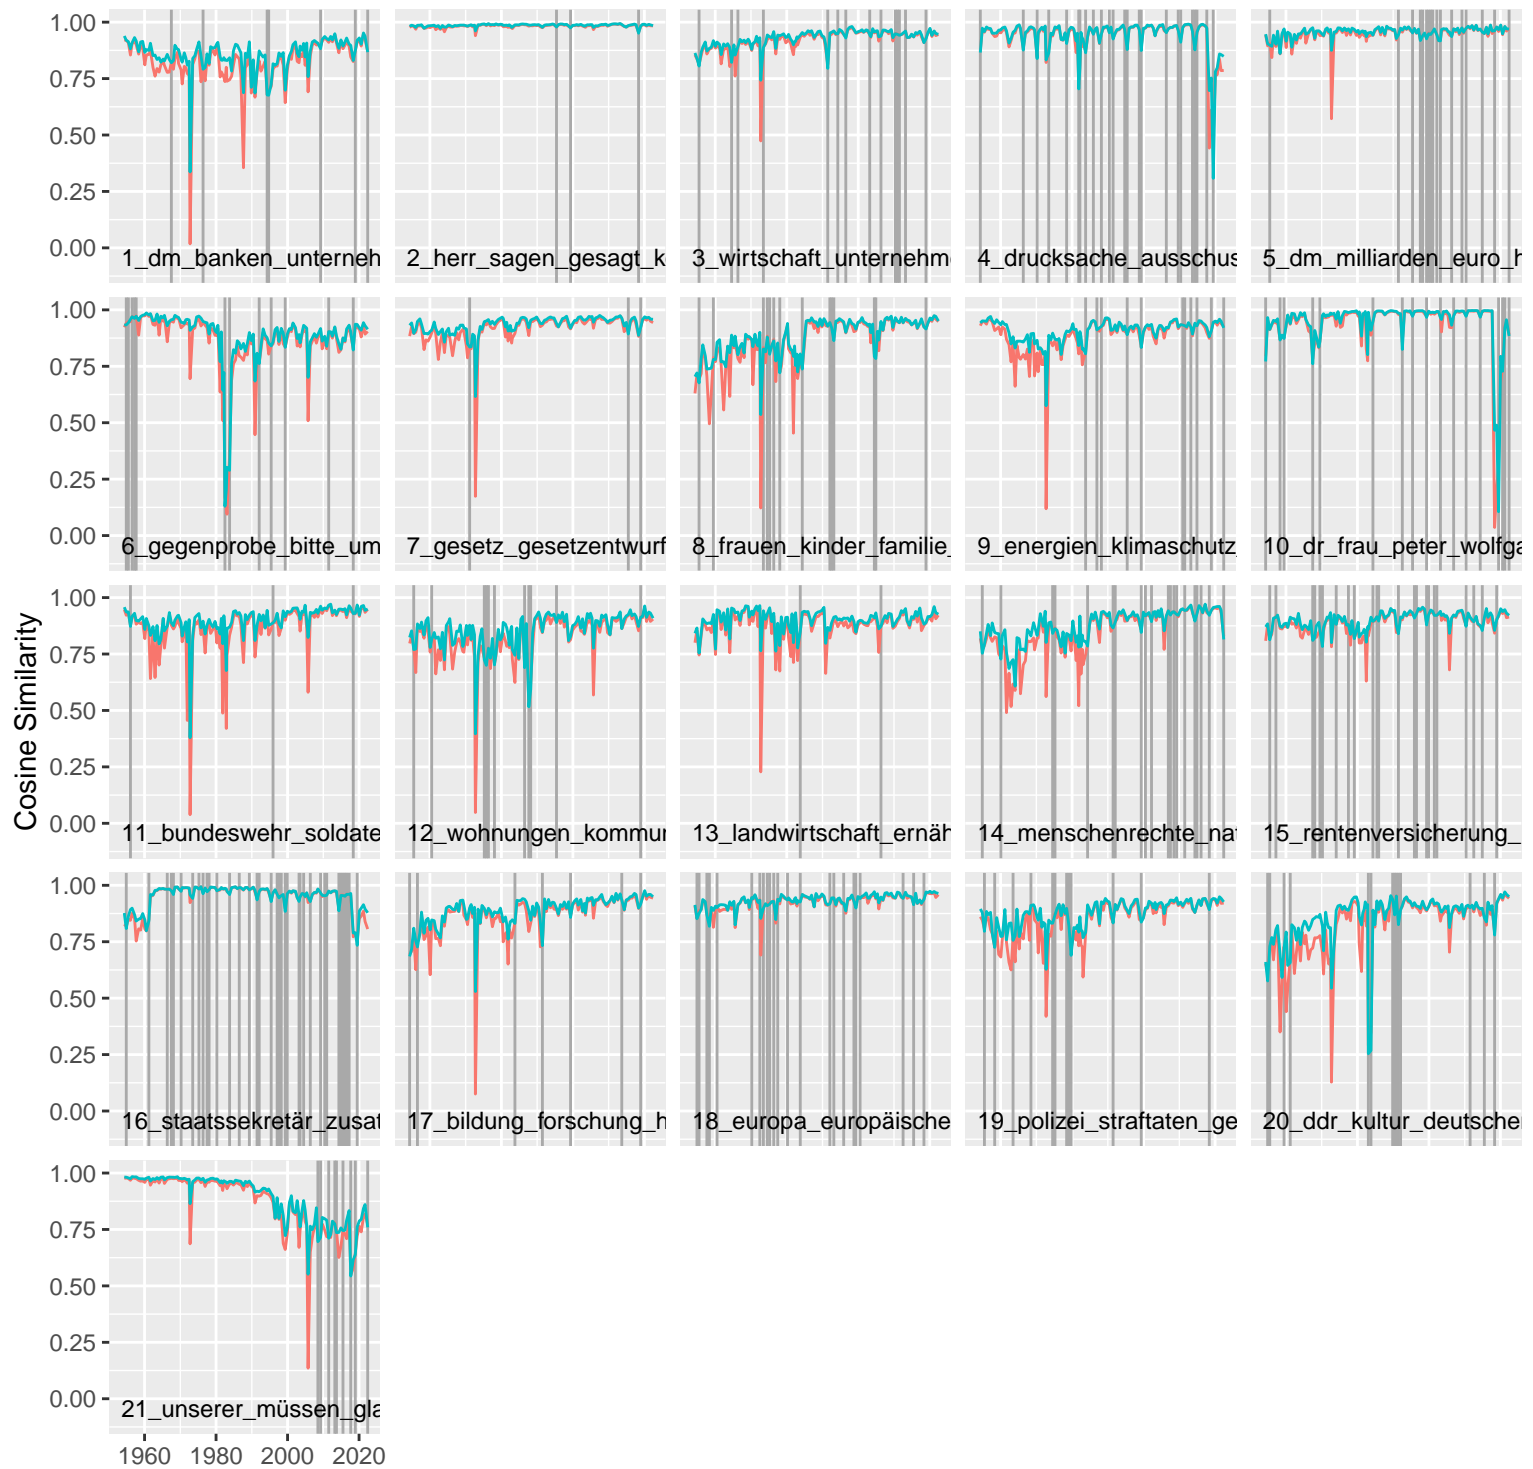 1.00
0.75
0.50
0.25
0.00
1_dm_banken_unterneh
2_herr_sagen_gesagt_k
3_wirtschaft_unternehm
4_drucksache_ausschus
5_dm_milliarden_euro_h
1.00
0.75
0.50
0.25
0.00
6_gegenprobe_bitte_um
7_gesetz_gesetzentwurf
8_frauen_kinder_familie_
9_energien_klimaschutz_
10_dr_frau_peter_wolfga
Cosine Similarity
1.00
0.75
0.50
0.25
0.00
11_bundeswehr_soldate
12_wohnungen_kommur
13_landwirtschaft_ernäh
14_menschenrechte_nat
15_rentenversicherung_
1.00
0.75
0.50
0.25
0.00
16_staatssekretär_zusat
17_bildung_forschung_h
18_europa_europäische
19_polizei_straftaten_ge
20_ddr_kultur_deutsche
1.00
0.75
0.50
0.25
0.00
21_unserer_müssen_gla
1960 1980 2000 2020